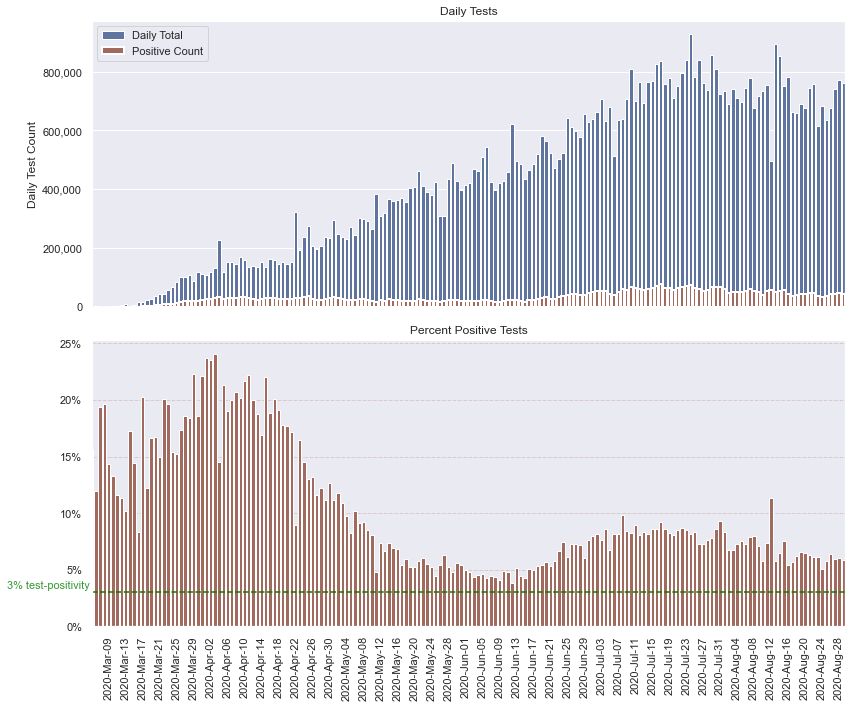 Daily Tests
Daily Total
Positive Count
Daily Test Count
800,000
600,000
400,000
200,000
0
Percent Positive Tests
25%
20%
15%
10%
5%
3% test-positivity
0%
2020-Mar-09
2020-Mar-13
2020-Mar-17
2020-Mar-21
2020-Mar-25
2020-Mar-29
2020-Apr-02
2020-Apr-06
2020-Apr-10
2020-Apr-14
2020-Apr-18
2020-Apr-22
2020-Apr-26
2020-Apr-30
2020-May-04
2020-May-08
2020-May-12
2020-May-16
2020-May-20
2020-May-24
2020-May-28
2020-Jun-01
2020-Jun-05
2020-Jun-09
2020-Jun-13
2020-Jun-17
2020-Jun-21
2020-Jun-25
2020-Jun-29
2020-Jul-03
2020-Jul-07
2020-Jul-11
2020-Jul-15
2020-Jul-19
2020-Jul-23
2020-Jul-27
2020-Jul-31
2020-Aug-04
2020-Aug-08
2020-Aug-12
2020-Aug-16
2020-Aug-20
2020-Aug-24
2020-Aug-28